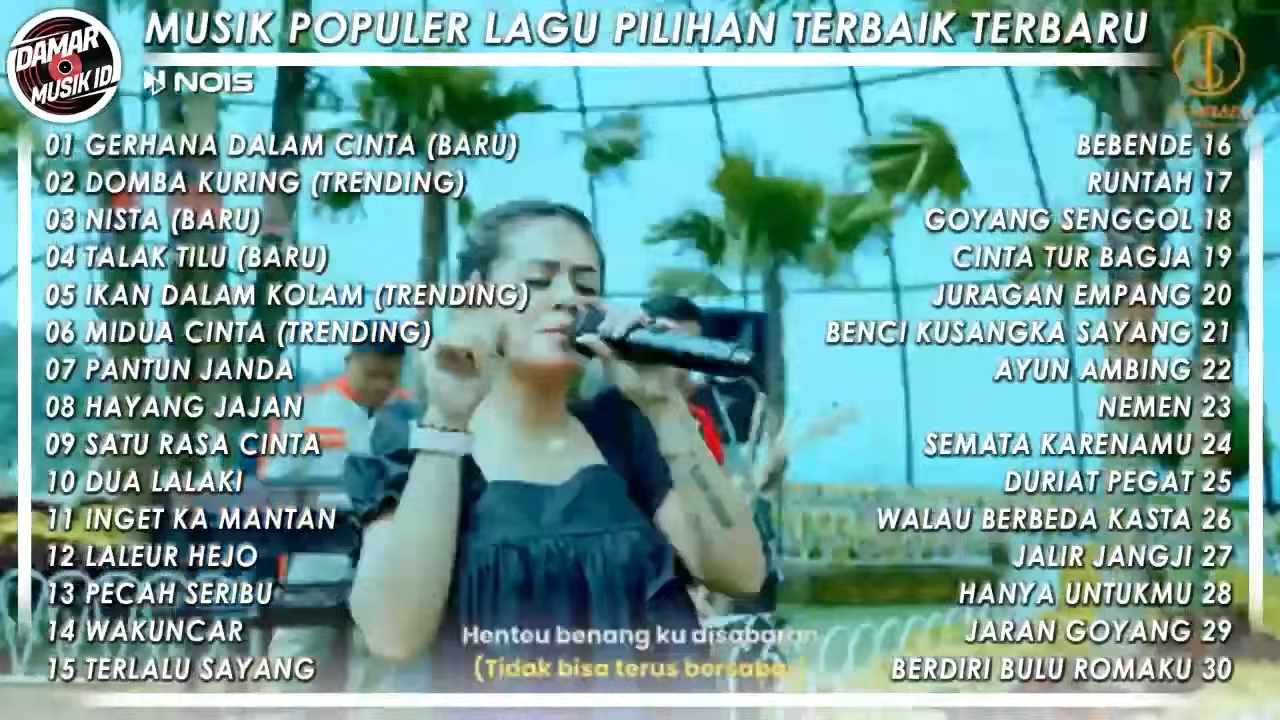 DAMAR
MUSIK ID
MUSIK POPULER LAGU PILIHAN TERBAIK TERBARU
NOIS
01 GERHANA DALAM CINTA (BARU)
02 DOMBA KURING (TRENDING)
03 NISTA (BARU)
04 TALAK TILU (BARU)
05 IKAN DALAM KOLAM (TRENDING)
06 MIDUA CINTA (TRENDING)
07 PANTUN JANDA
08 HAYANG JAJAN
09 SATU RASA CINTA
10 DUA LALAKI
11 INGET KA MANTAN
12 LALEUR HEJO
13 PECAH SERIBU
14 WAKUNCAR
15 TERLALU SAYANG
BEBENDE 16
RUNTAH 17
GOYANG SENGGOL 18
CINTA TUR BAGJA 19
JURAGAN EMPANG 20
BENCI KUSANGKA SAYANG 21
AYUN AMBING 22
NEMEN 23
SEMATA KARENAMU 24
DURIAT PEGAT 25
WALAU BERBEDA KASTA 26
JALIR JANGJI 27
HANYA UNTUKMU 28
JARAN GOYANG 29
BERDIRI BULU ROMAKU 30
Henteu benang ku disabaran
(Tidak bisa terus bersabar)